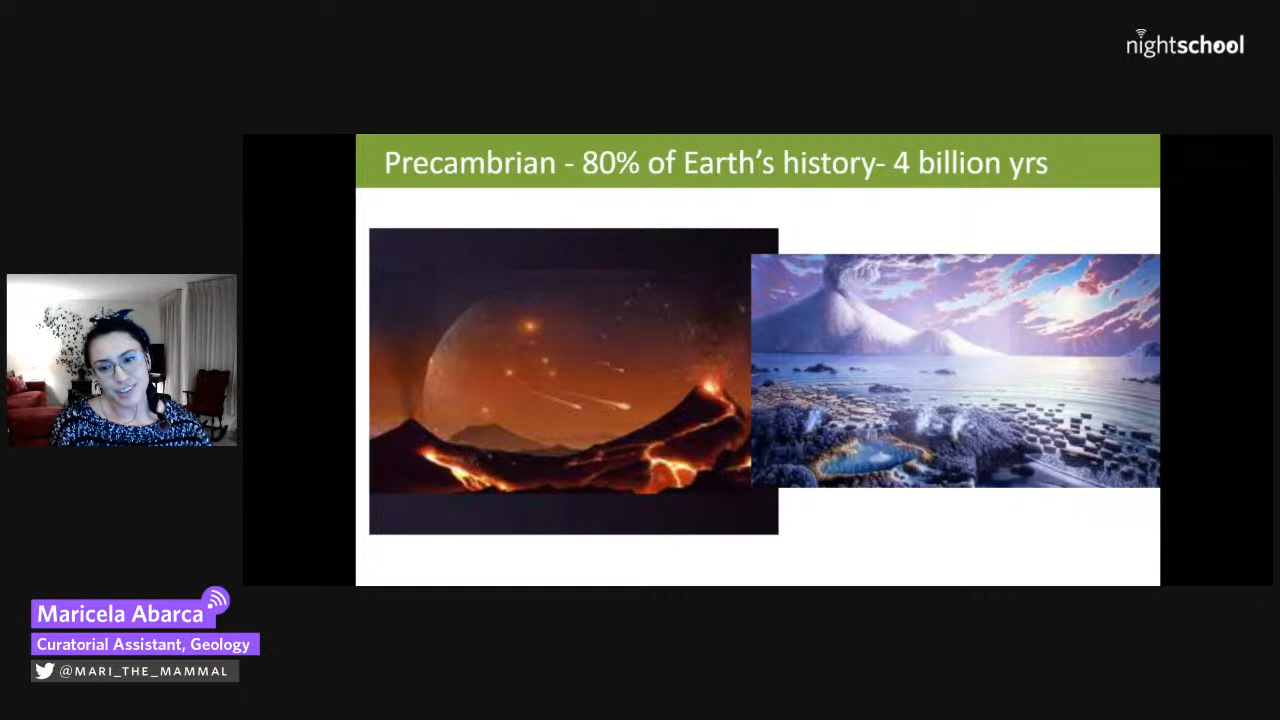 nightschool
Precambrian - 80% of Earth's history- 4 billion yrs
Maricela Abarca
Curatorial Assistant, Geology
@MARI_THE_MAMMAL